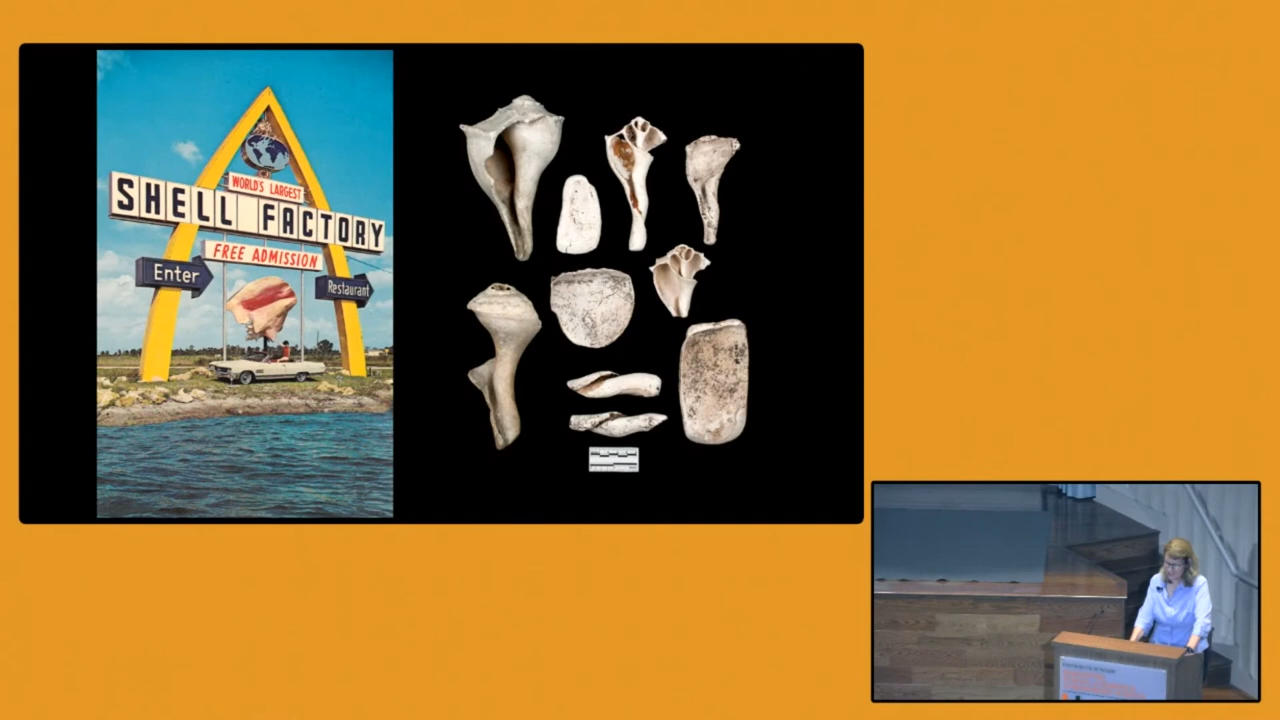 WORLD'S LARGEST
SHELL FACTORY
FREE ADMISSION
Enter
Restaurant